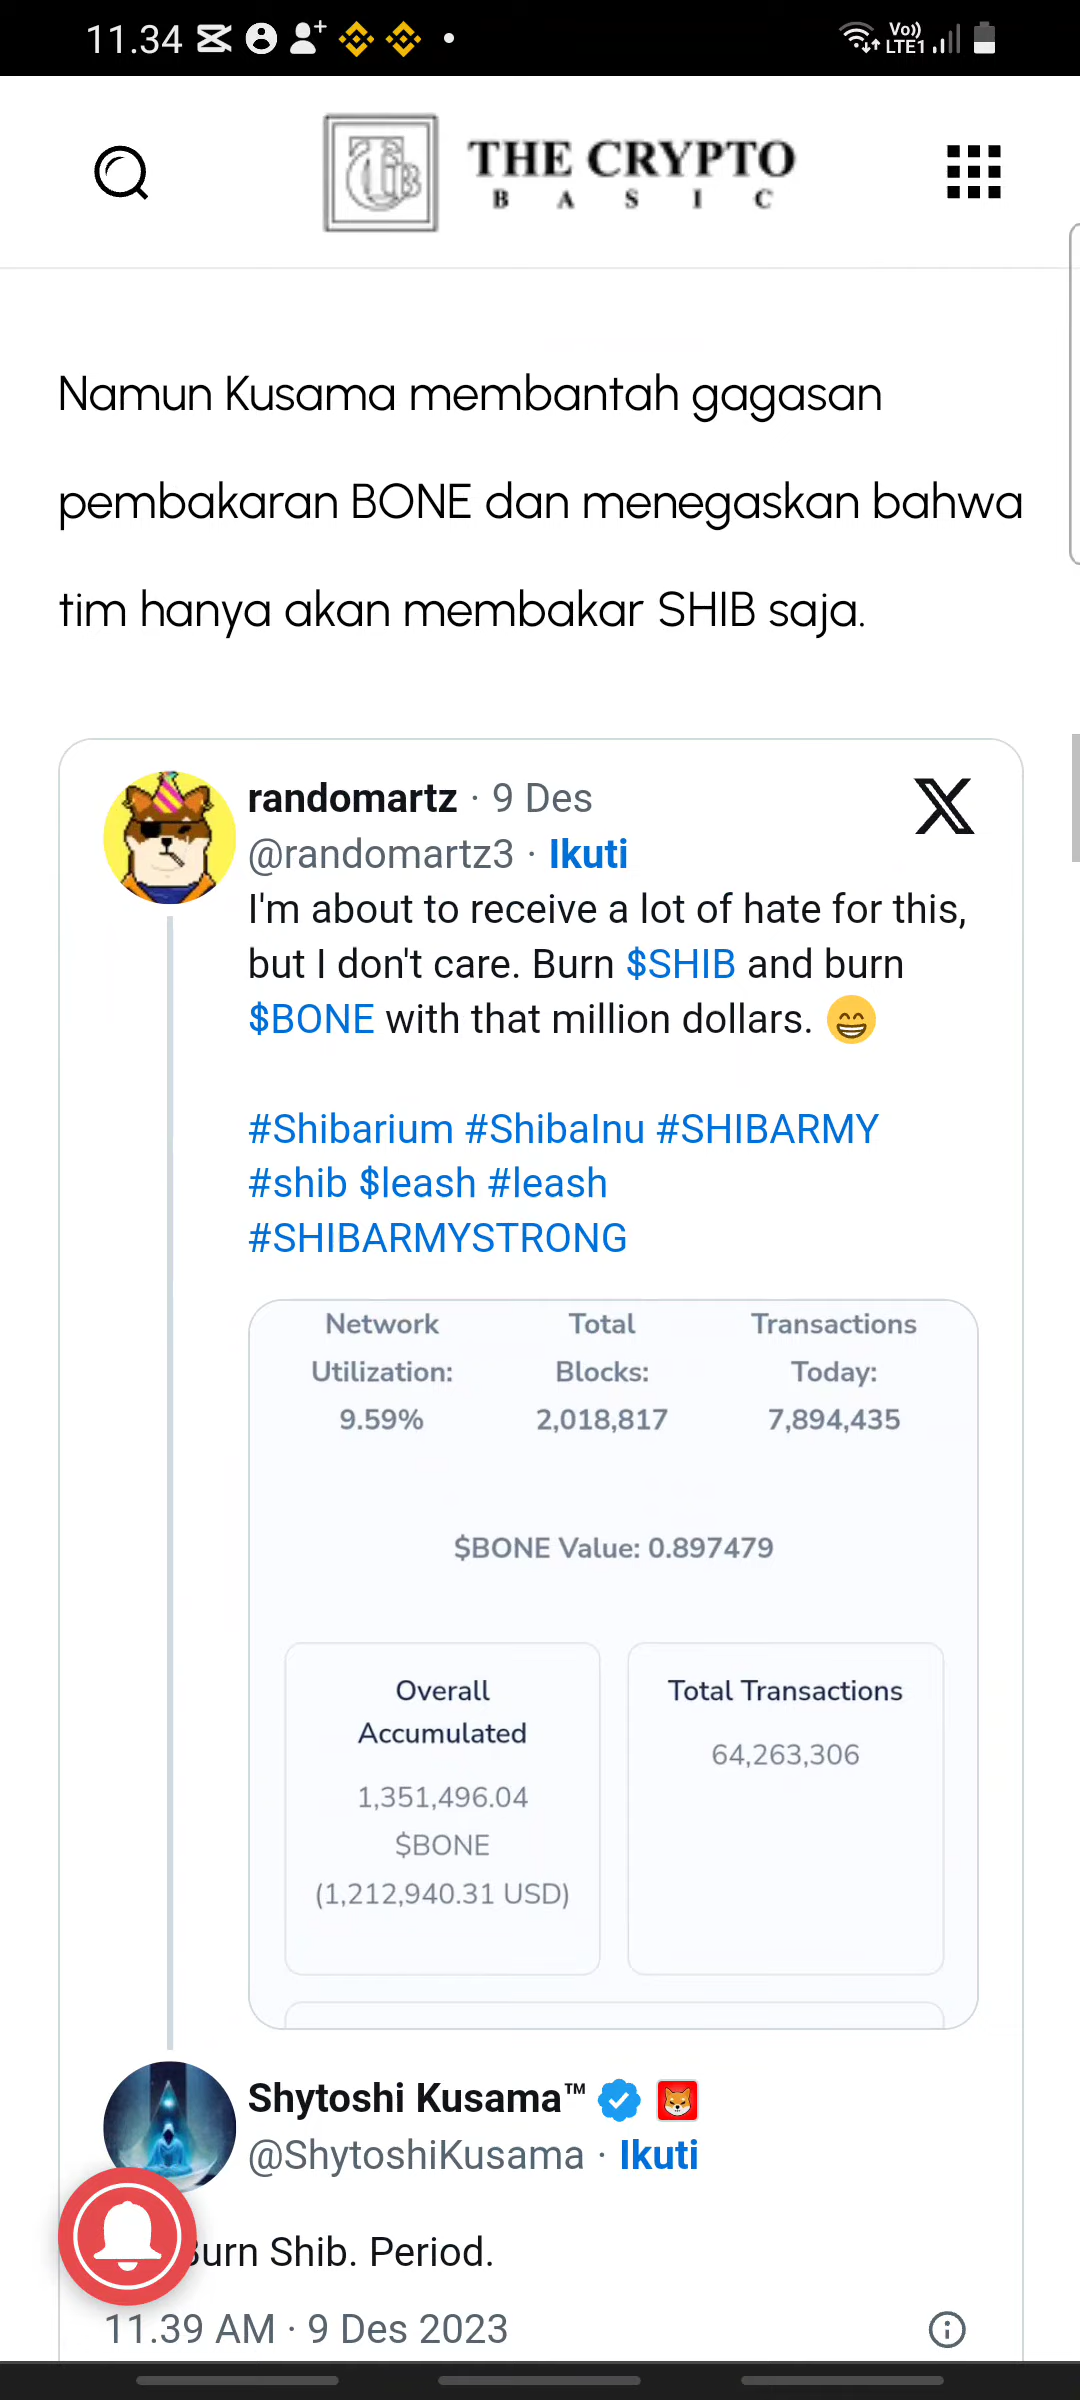 11.34
Vo))
LTE1
THE CRYPTO
BASIC
Namun Kusama membantah gagasan
pembakaran BONE dan menegaskan bahwa
tim hanya akan membakar SHIB saja.
randomartz · 9 Des
@randomartz3 · Ikuti
I'm about to receive a lot of hate for this,
but I don't care. Burn $SHIB and burn
$BONE with that million dollars. 😁
#Shibarium #ShibaInu #SHIBARMY
#shib $leash #leash
#SHIBARMYSTRONG
Network
Utilization:
9.59%
Total
Blocks:
2,018,817
Transactions
Today:
7,894,435
$BONE Value: 0.897479
Overall
Accumulated
1,351,496.04
$BONE
(1,212,940.31 USD)
Total Transactions
64,263,306
Shytoshi Kusama™
@ShytoshiKusama · Ikuti
Burn Shib. Period.
11.39 AM · 9 Des 2023